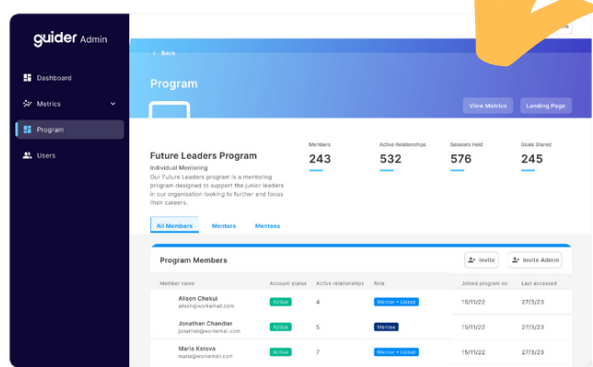 guider Admin
Dashboard
Metrics
Program
Users
< Back
Program
View Metrics
Landing Page
Future Leaders Program
Individual Mentoring
Our Future Leaders program is a mentoring
program designed to support the junior leaders
in our organisation looking to further and focus
their careers.
Members
243
Active Relationships
532
Sessions Held
576
Goals Shared
245
All Members
Mentors
Mentees
Program Members
Invite
Invite Admin
Member name
Account status
Active relationships
Role
Joined program on
Last accessed
Alison Chekui
alison@workemail.com
Active
4
Mentor • Listed
15/11/22
27/3/23
Jonathan Chandler
jonathan@workemail.com
Active
5
Mentee
15/11/22
27/3/23
Maria Kotova
maria@workemail.com
Active
7
Mentor • Listed
15/11/22
27/3/23